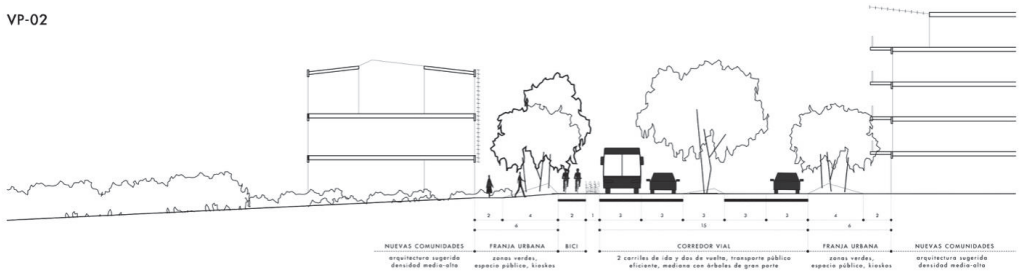 VP-02
2 4 2 1 3 3 3 3 3 4 2
6 15 6
NUEVAS COMUNIDADES FRANJA URBANA BICI CORREDOR VIAL FRANJA URBANA NUEVAS COMUNIDADES
arquitectura sugerida zonas verdes, 2 carriles de ida y dos de vuelta, transporte público zonas verdes, arquitectura sugerida
densidad media-alta espacio público, kioskos eficiente, mediana con árboles de gran porte espacio público, kioskos densidad media-alta